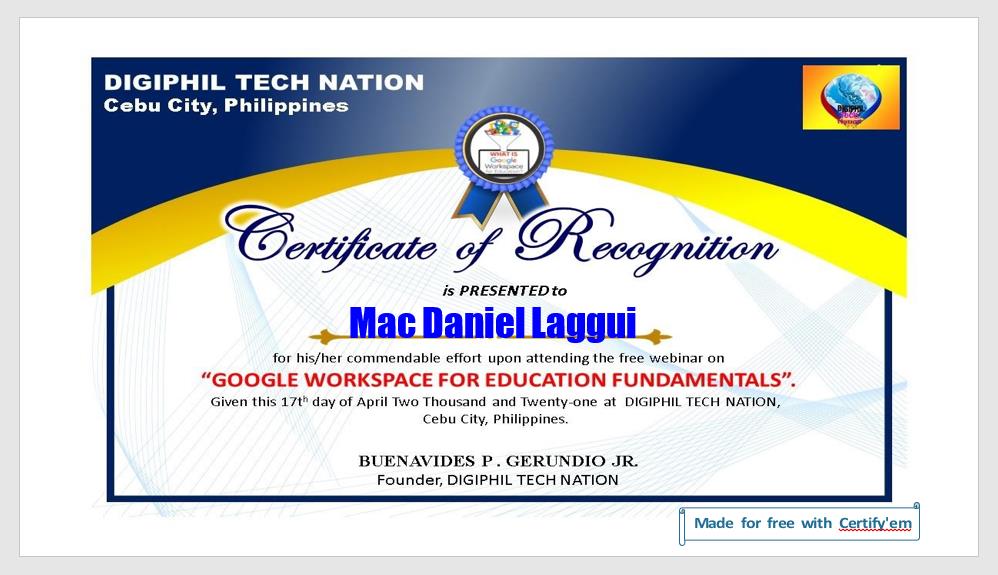 DIGIPHIL TECH NATION
Cebu City, Philippines
WHAT IS
Google
Workspace
for Education?
Certificate of Recognition
is PRESENTED to
Mac Daniel Laggui
for his/her commendable effort upon attending the free webinar on
“GOOGLE WORKSPACE FOR EDUCATION FUNDAMENTALS”.
Given this 17th day of April Two Thousand and Twenty-one at DIGIPHIL TECH NATION,
Cebu City, Philippines.
BUENAVIDES P. GERUNDIO JR.
Founder, DIGIPHIL TECH NATION
Made for free with Certify'em